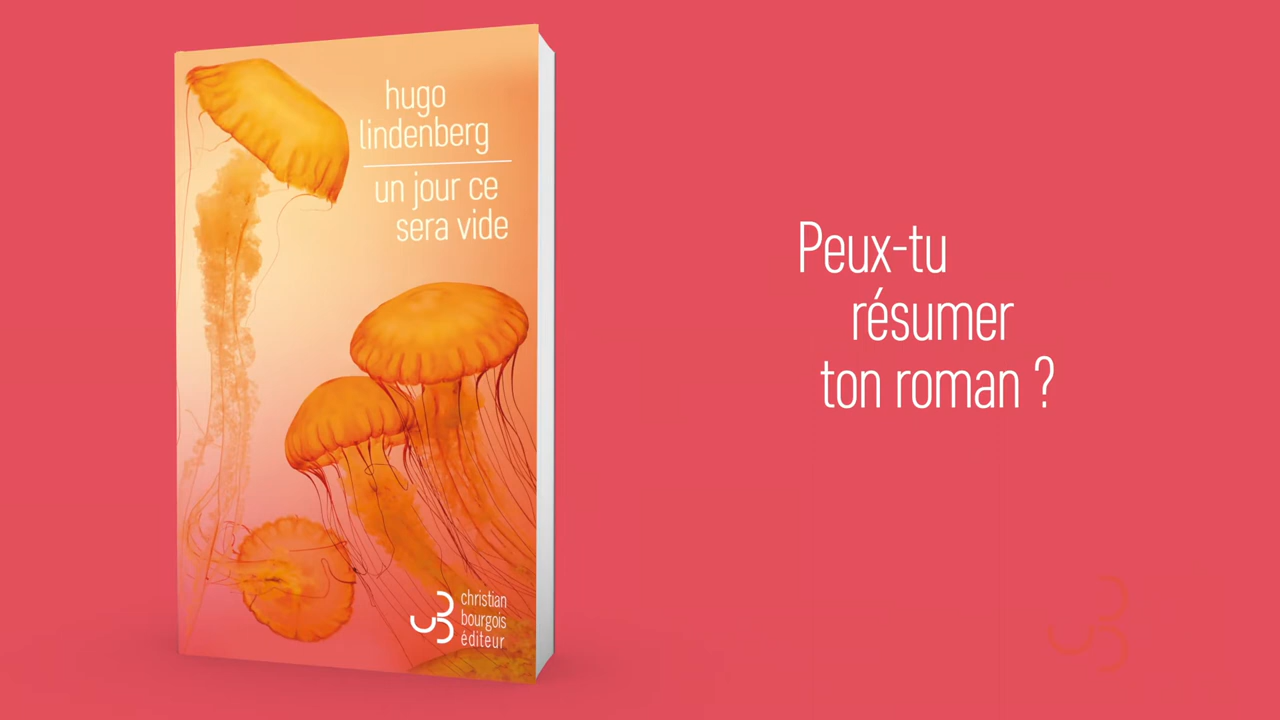 hugo
lindenberg
un jour ce
sera vide
christian
bourgois
éditeur
Peux-tu
résumer
ton roman ?